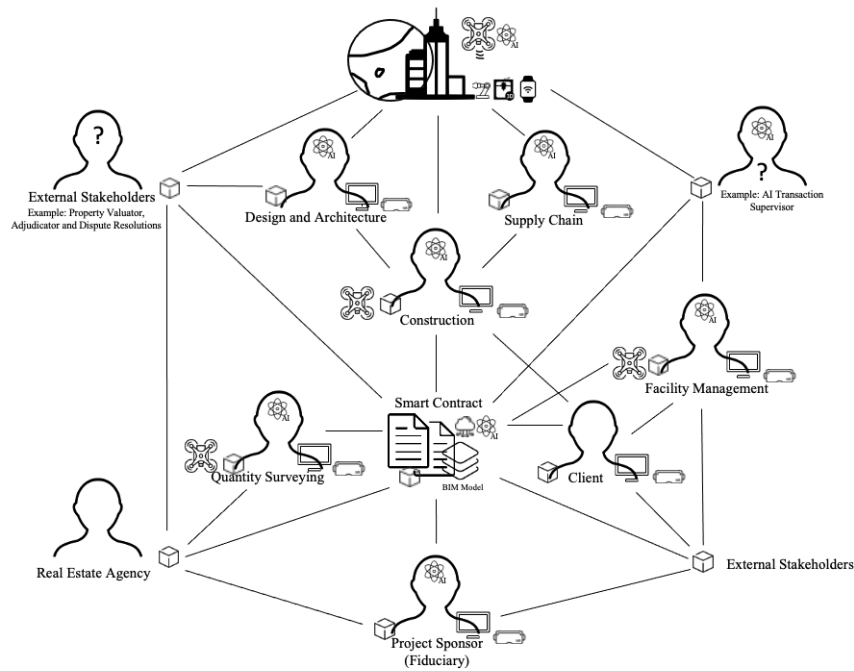 AI
3D
?
AI
AI
AI
?
External Stakeholders
Example: Property Valuator,
Adjudicator and Dispute Resolutions
Design and Architecture
Supply Chain
Example: AI Transaction
Supervisor
AI
Construction
AI
Facility Management
Smart Contract
AI
AI
BIM Model
Quantity Surveying
Client
Real Estate Agency
External Stakeholders
AI
Project Sponsor
(Fiduciary)